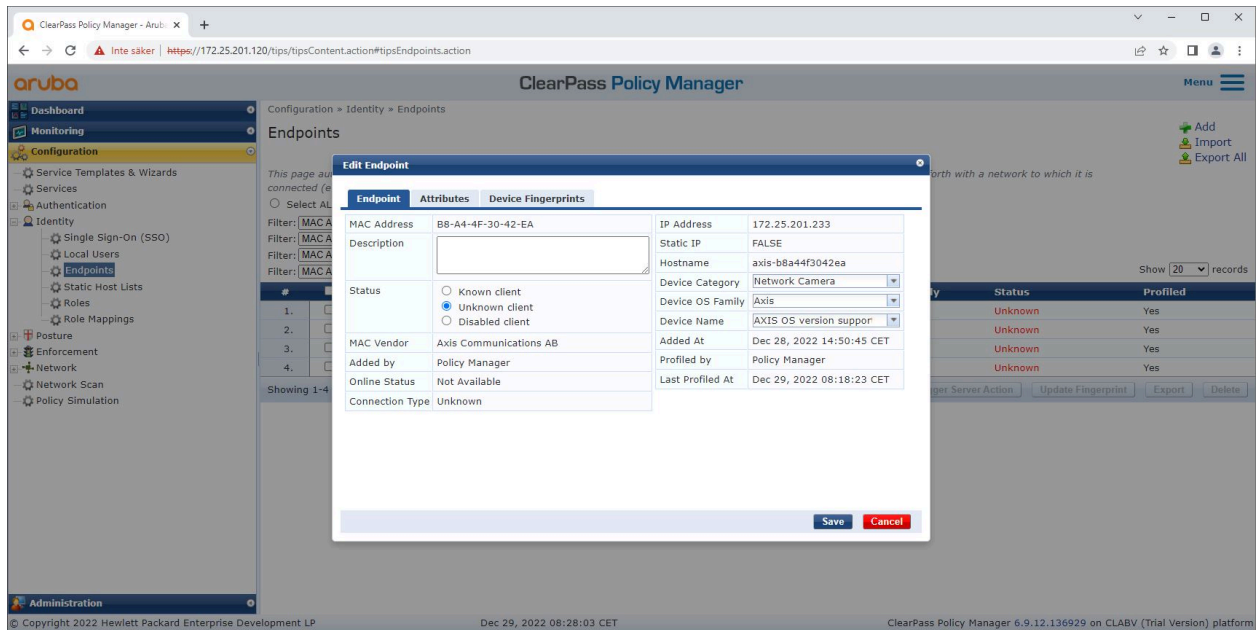 ClearPass Policy Manager - Arub
Inte säker | https://172.25.201.120/tips/tipsContent.action#tipsEndpoints.action
aruba
ClearPass Policy Manager
Menu
Dashboard
Monitoring
Configuration
Service Templates & Wizards
Services
Authentication
Identity
Single Sign-On (SSO)
Local Users
Endpoints
Static Host Lists
Roles
Role Mappings
Posture
Enforcement
Network
Network Scan
Policy Simulation
Administration
Configuration » Identity » Endpoints
Endpoints
Add
Import
Export All
This page au
orth with a network to which it is
connected (e
Select AL
Filter: MAC A
Filter: MAC A
Filter: MAC A
Filter: MAC A
Show 20 records
# Status Profiled
1. Unknown Yes
2. Unknown Yes
3. Unknown Yes
4. Unknown Yes
Showing 1-4
ger Server Action Update Fingerprint Export Delete
Edit Endpoint
Endpoint Attributes Device Fingerprints
MAC Address B8-A4-4F-30-42-EA
Description
Status
Known client
Unknown client
Disabled client
MAC Vendor Axis Communications AB
Added by Policy Manager
Online Status Not Available
Connection Type Unknown
IP Address 172.25.201.233
Static IP FALSE
Hostname axis-b8a44f3042ea
Device Category Network Camera
Device OS Family Axis
Device Name AXIS OS version suppor
Added At Dec 28, 2022 14:50:45 CET
Profiled by Policy Manager
Last Profiled At Dec 29, 2022 08:18:23 CET
Save Cancel
© Copyright 2022 Hewlett Packard Enterprise Development LP
Dec 29, 2022 08:28:03 CET
ClearPass Policy Manager 6.9.12.136929 on CLABV (Trial Version) platform